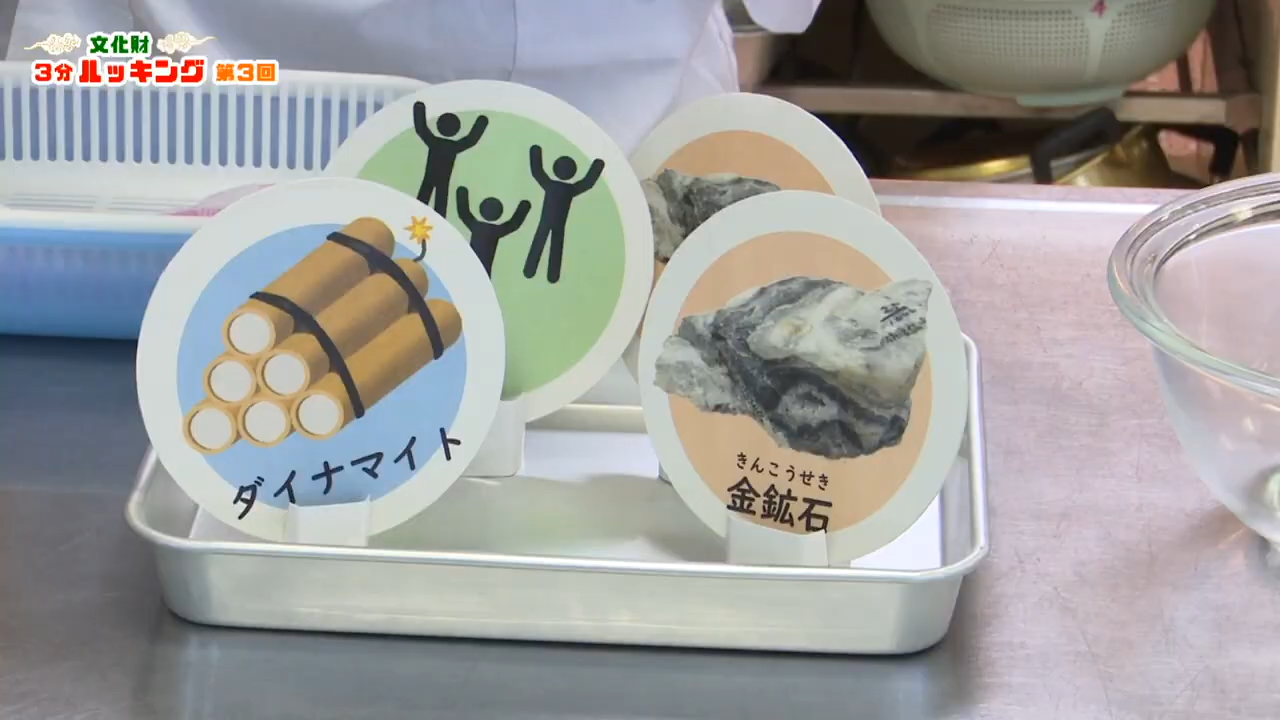 文化財
3分ルッキング 第3回
ダイナマイト
きんこうせき
金鉱石